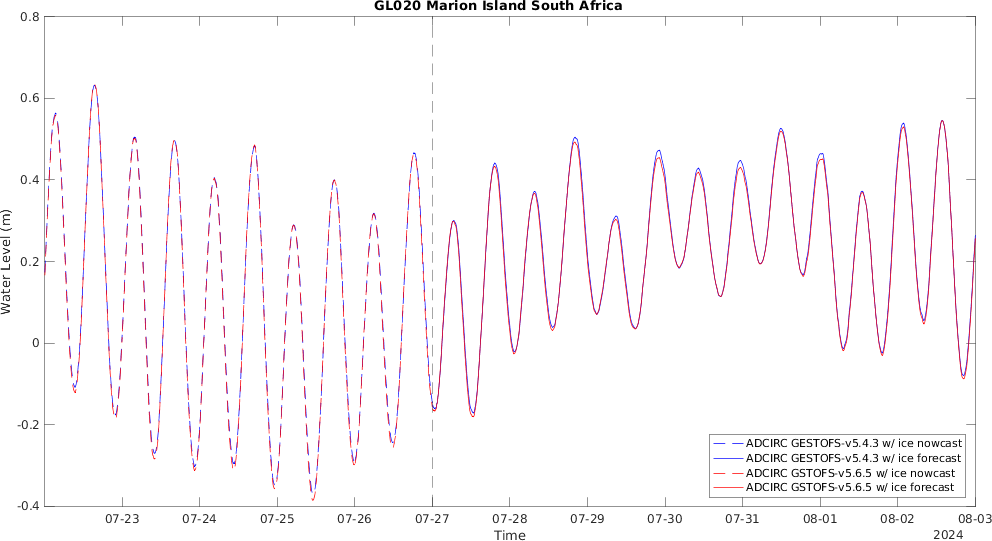 GL020 Marion Island South Africa
0.8
0.6
0.4
0.2
0
-0.2
-0.4
Water Level (m)
ADCIRC GESTOFS-v5.4.3 w/ ice nowcast
ADCIRC GESTOFS-v5.4.3 w/ ice forecast
ADCIRC GSTOFS-v5.6.5 w/ ice nowcast
ADCIRC GSTOFS-v5.6.5 w/ ice forecast
07-23 07-24 07-25 07-26 07-27 07-28 07-29 07-30 07-31 08-01 08-02 08-03
Time 2024